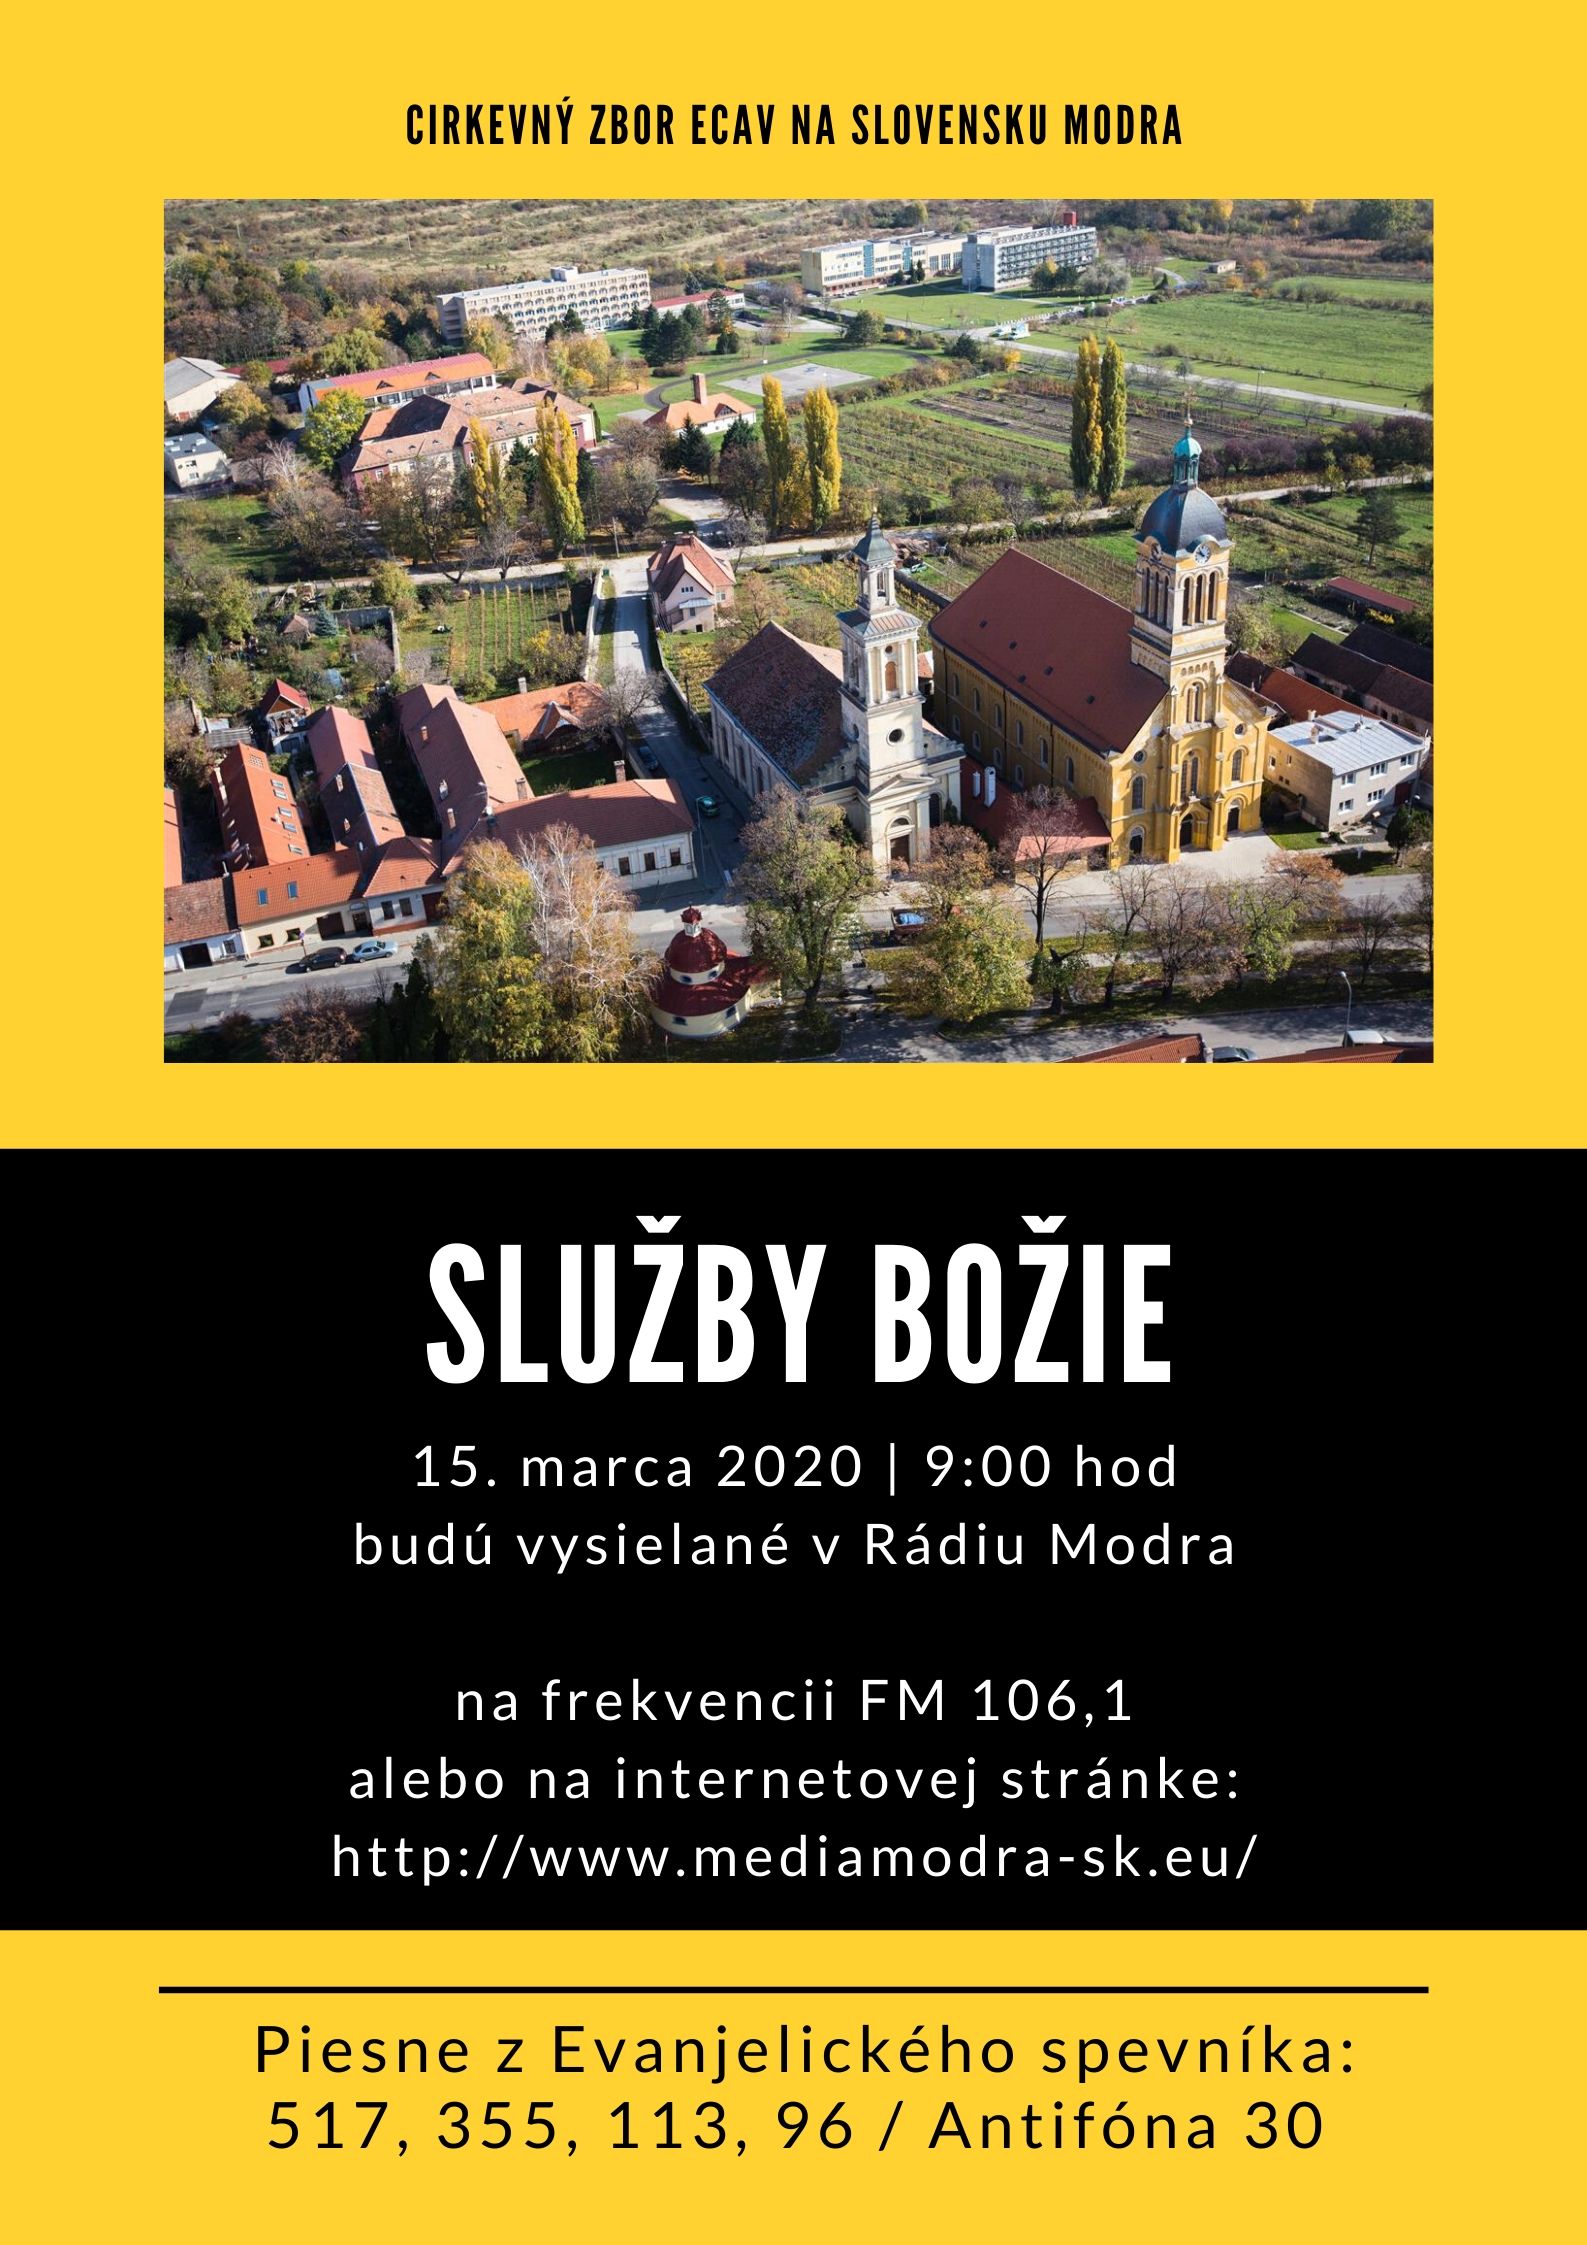 CIRKEVNÝ ZBOR ECAV NA SLOVENSKU MODRA
SLUŽBY BOŽIE
15. marca 2020 | 9:00 hod
budú vysielané v Rádiu Modra
na frekvencii FM 106,1
alebo na internetovej stránke:
http://www.mediamodra-sk.eu/
Piesne z Evanjelického spevníka:
517, 355, 113, 96 / Antifóna 30